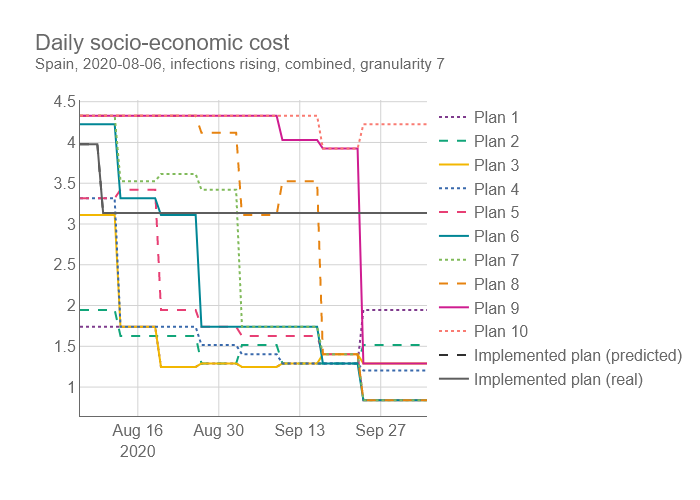 Daily socio-economic cost
Spain, 2020-08-06, infections rising, combined, granularity 7
4.5
4
3.5
3
2.5
2
1.5
1
Aug 16
2020
Aug 30
Sep 13
Sep 27
Plan 1
Plan 2
Plan 3
Plan 4
Plan 5
Plan 6
Plan 7
Plan 8
Plan 9
Plan 10
Implemented plan (predicted)
Implemented plan (real)